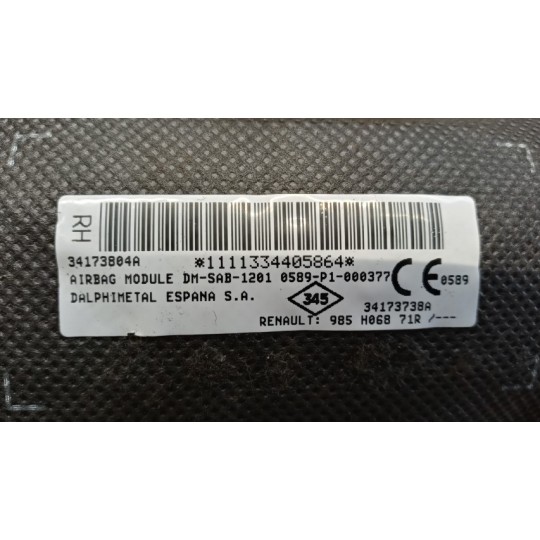 RH
34173804A *1111334405864*
AIRBAG MODULE DM-SAB-1201 0589-P1-000377 CE 0589
DALPHIMETAL ESPANA S.A. 345 34173738A
RENAULT: 985 H068 71R /---